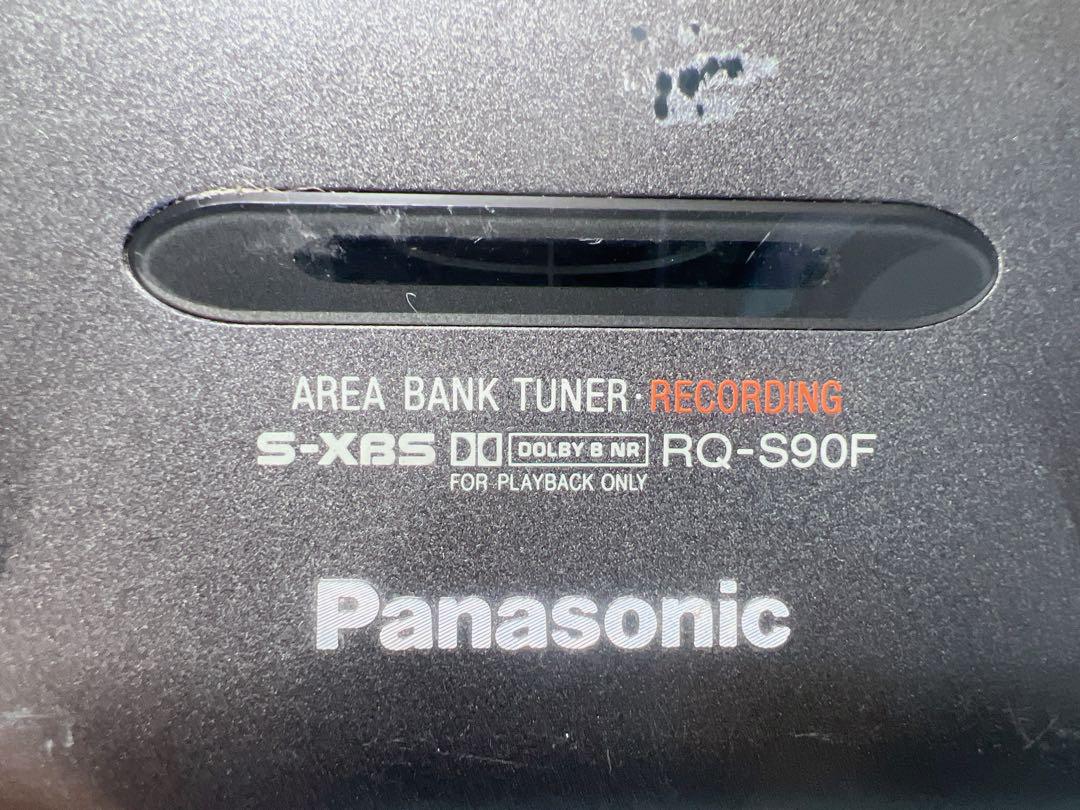 AREA BANK TUNER·RECORDING
S-XBS DOLBY B NR RQ-S90F
FOR PLAYBACK ONLY
Panasonic